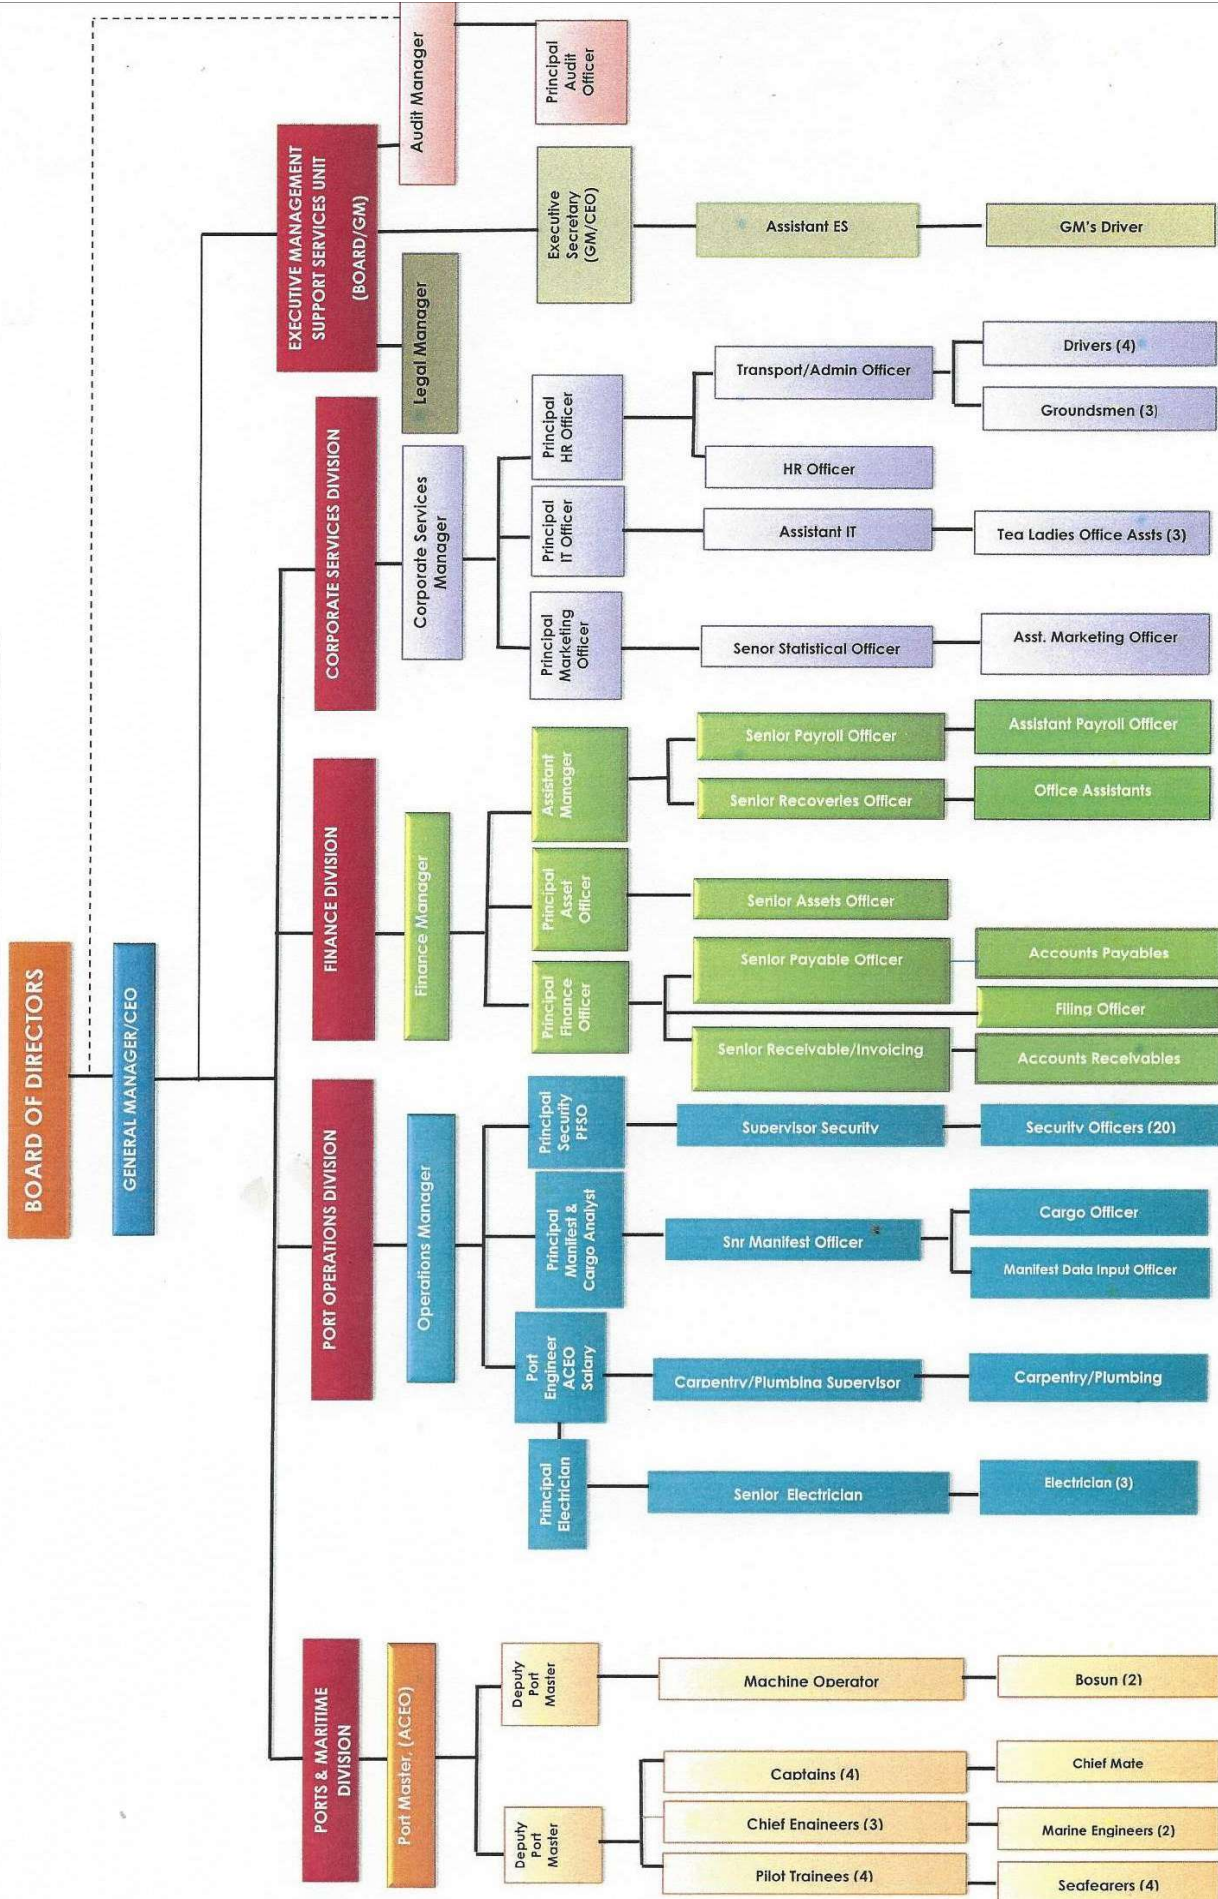 BOARD OF DIRECTORS
GENERAL MANAGER/CEO
PORTS & MARITIME
DIVISION
PORT OPERATIONS DIVISION
FINANCE DIVISION
CORPORATE SERVICES DIVISION
EXECUTIVE MANAGEMENT
SUPPORT SERVICES UNIT
(BOARD/GM)
Port Master, (ACEO)
Operations Manager
Finance Manager
Corporate Services
Manager
Legal Manager
Audit Manager
Deputy
Port
Master
Deputy
Port
Master
Principal
Electrician
Port
Engineer
ACEO
Salary
Principal
Manifest &
Cargo Analyst
Principal
Security
PFSO
Principal
Finance
Officer
Principal
Asset
Officer
Assistant
Manager
Principal
Marketing
Officer
Principal
IT Officer
Principal
HR Officer
Executive
Secretary
(GM/CEO)
Principal
Audit
Officer
Assistant ES
GM's Driver
Transport/Admin Officer
Drivers (4)
Groundsmen (3)
HR Officer
Assistant IT
Tea Ladies Office Assts (3)
Senor Statistical Officer
Asst. Marketing Officer
Senior Payroll Officer
Assistant Payroll Officer
Senior Recoveries Officer
Office Assistants
Senior Assets Officer
Senior Payable Officer
Accounts Payables
Filing Officer
Senior Receivable/Invoicing
Accounts Receivables
Supervisor Security
Security Officers (20)
Snr Manifest Officer
Cargo Officer
Manifest Data Input Officer
Carpentry/Plumbing Supervisor
Carpentry/Plumbing
Senior Electrician
Electrician (3)
Machine Operator
Bosun (2)
Captains (4)
Chief Mate
Chief Engineers (3)
Marine Engineers (2)
Pilot Trainees (4)
Seafearers (4)